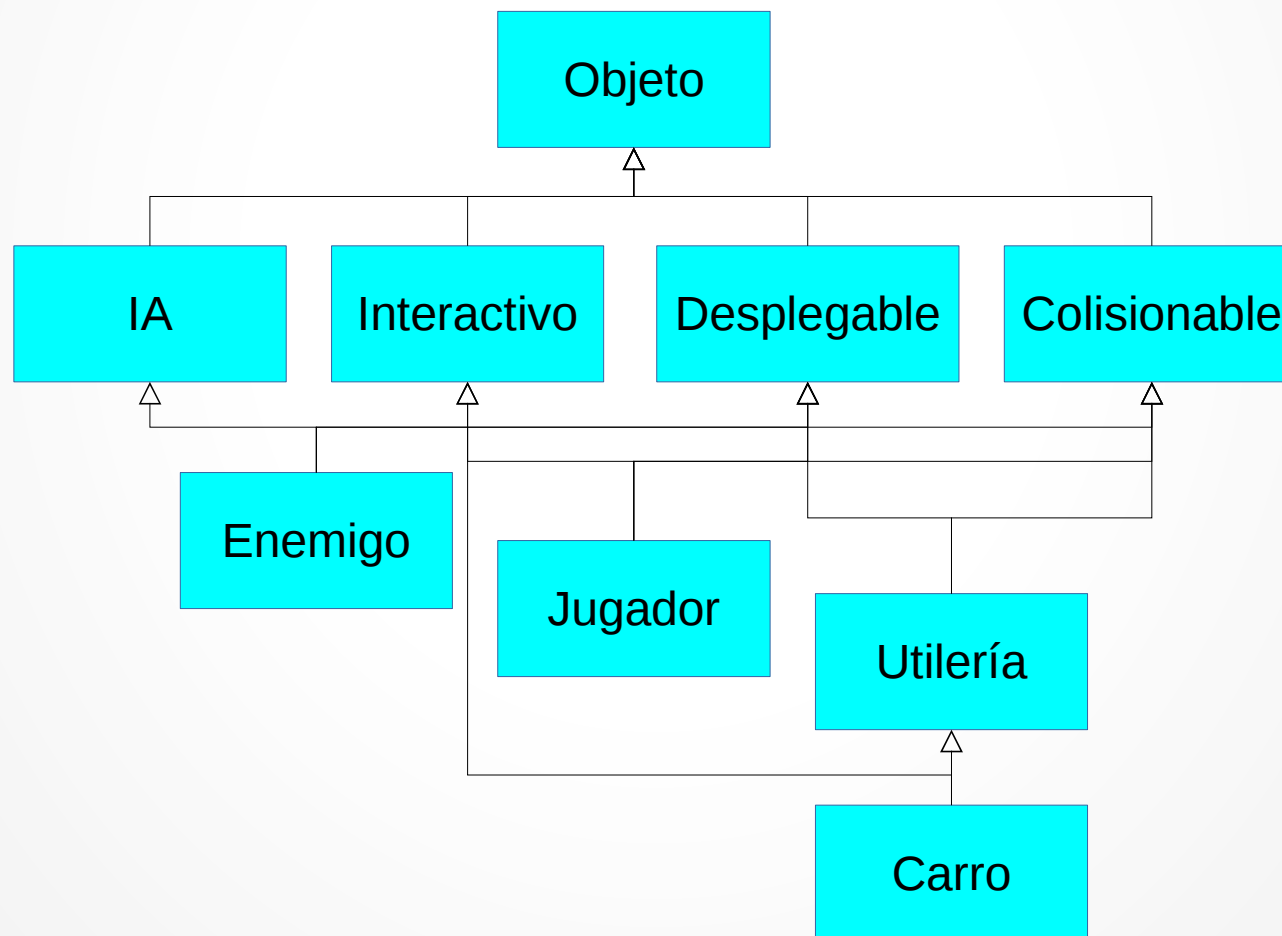 Objeto
IA
Interactivo
Desplegable
Colisionable
Enemigo
Jugador
Utilería
Carro